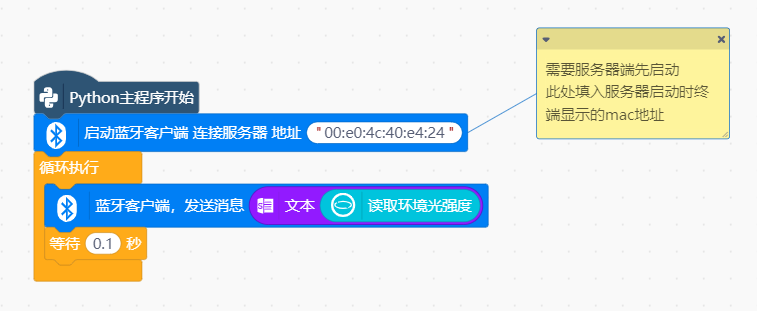 需要服务器端先启动
此处填入服务器启动时终
端显示的mac地址
Python主程序开始
启动蓝牙客户端 连接服务器 地址 "00:e0:4c:40:e4:24"
循环执行
蓝牙客户端，发送消息 文本 读取环境光强度
等待 0.1 秒